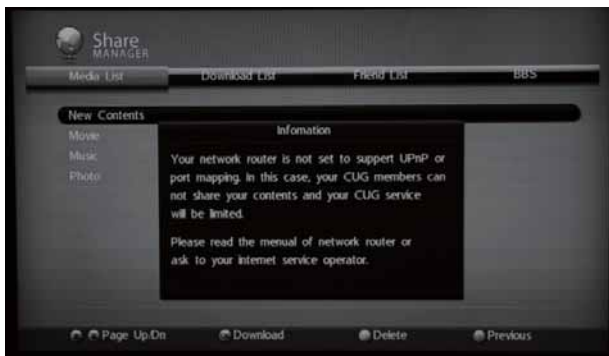 Share
MANAGER
Media List Download List Friend List BBS
New Contents
Movie
Music
Photo
Infomation
Your network router is not set to support UPnP or
port mapping. In this case, your CUG members can
not share your contents and your CUG service
will be limited.
Please read the menual of network router or
ask to your internet service operator.
Page Up/Dn Download Delete Previous